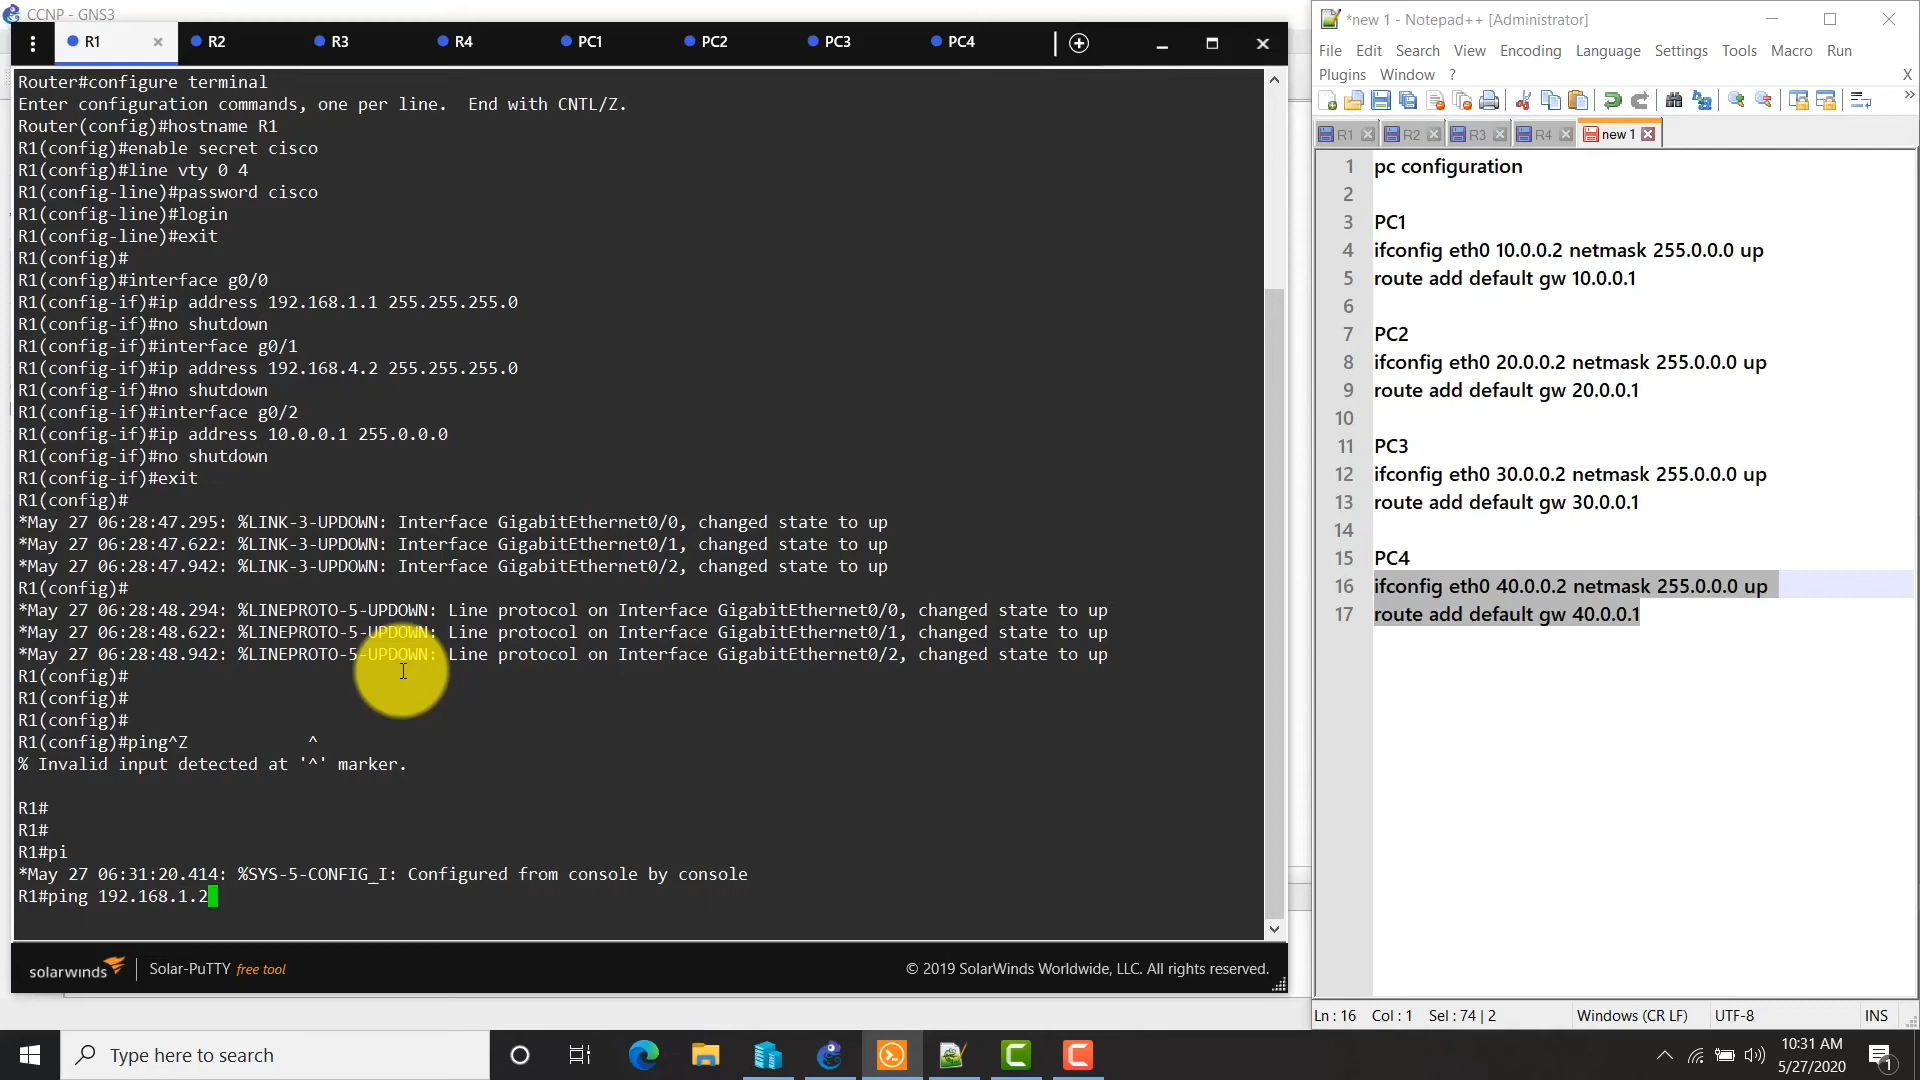 CCNP - GNS3
R1
R2
R3
R4
PC1
PC2
PC3
PC4
Router#configure terminal
Enter configuration commands, one per line.  End with CNTL/Z.
Router(config)#hostname R1
R1(config)#enable secret cisco
R1(config)#line vty 0 4
R1(config-line)#password cisco
R1(config-line)#login
R1(config-line)#exit
R1(config)#
R1(config)#interface g0/0
R1(config-if)#ip address 192.168.1.1 255.255.255.0
R1(config-if)#no shutdown
R1(config-if)#interface g0/1
R1(config-if)#ip address 192.168.4.2 255.255.255.0
R1(config-if)#no shutdown
R1(config-if)#interface g0/2
R1(config-if)#ip address 10.0.0.1 255.0.0.0
R1(config-if)#no shutdown
R1(config-if)#exit
R1(config)#
*May 27 06:28:47.295: %LINK-3-UPDOWN: Interface GigabitEthernet0/0, changed state to up
*May 27 06:28:47.622: %LINK-3-UPDOWN: Interface GigabitEthernet0/1, changed state to up
*May 27 06:28:47.942: %LINK-3-UPDOWN: Interface GigabitEthernet0/2, changed state to up
R1(config)#
*May 27 06:28:48.294: %LINEPROTO-5-UPDOWN: Line protocol on Interface GigabitEthernet0/0, changed state to up
*May 27 06:28:48.622: %LINEPROTO-5-UPDOWN: Line protocol on Interface GigabitEthernet0/1, changed state to up
*May 27 06:28:48.942: %LINEPROTO-5-UPDOWN: Line protocol on Interface GigabitEthernet0/2, changed state to up
R1(config)#
R1(config)#
R1(config)#
R1(config)#ping^Z            ^
% Invalid input detected at '^' marker.
R1#
R1#
R1#pi
*May 27 06:31:20.414: %SYS-5-CONFIG_I: Configured from console by console
R1#ping 192.168.1.2
solarwinds
Solar-PuTTY free tool
© 2019 SolarWinds Worldwide, LLC. All rights reserved.
*new 1 - Notepad++ [Administrator]
File Edit Search View Encoding Language Settings Tools Macro Run
Plugins Window ? X
R1 R2 R3 R4 new 1
1 pc configuration
2
3 PC1
4 ifconfig eth0 10.0.0.2 netmask 255.0.0.0 up
5 route add default gw 10.0.0.1
6
7 PC2
8 ifconfig eth0 20.0.0.2 netmask 255.0.0.0 up
9 route add default gw 20.0.0.1
10
11 PC3
12 ifconfig eth0 30.0.0.2 netmask 255.0.0.0 up
13 route add default gw 30.0.0.1
14
15 PC4
16 ifconfig eth0 40.0.0.2 netmask 255.0.0.0 up
17 route add default gw 40.0.0.1
Ln : 16 Col : 1 Sel : 74 | 2 Windows (CR LF) UTF-8 INS
Type here to search
10:31 AM
5/27/2020
1